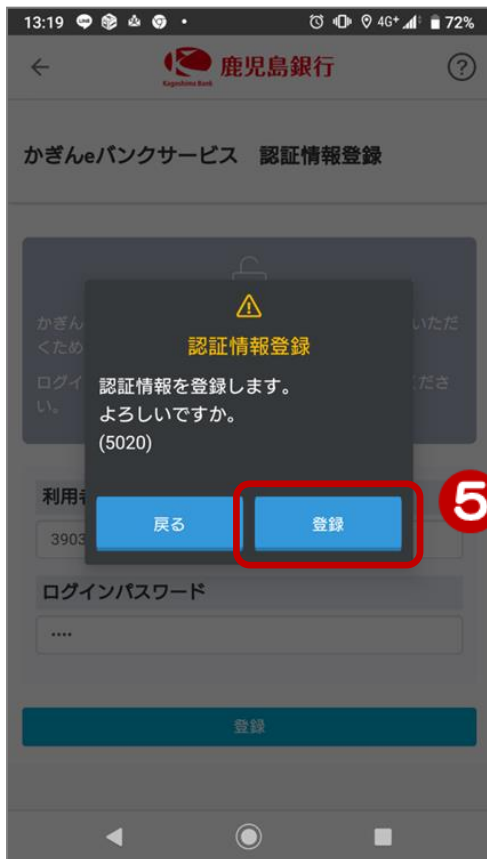 13:19 4G+ 72%
鹿児島銀行
Kagoshima Bank
かぎんeバンクサービス 認証情報登録
かぎん いただ
くため
ログイ くださ
い。
認証情報登録
認証情報を登録します。
よろしいですか。
(5020)
戻る 登録
5
利用者
3903
ログインパスワード
••••
登録